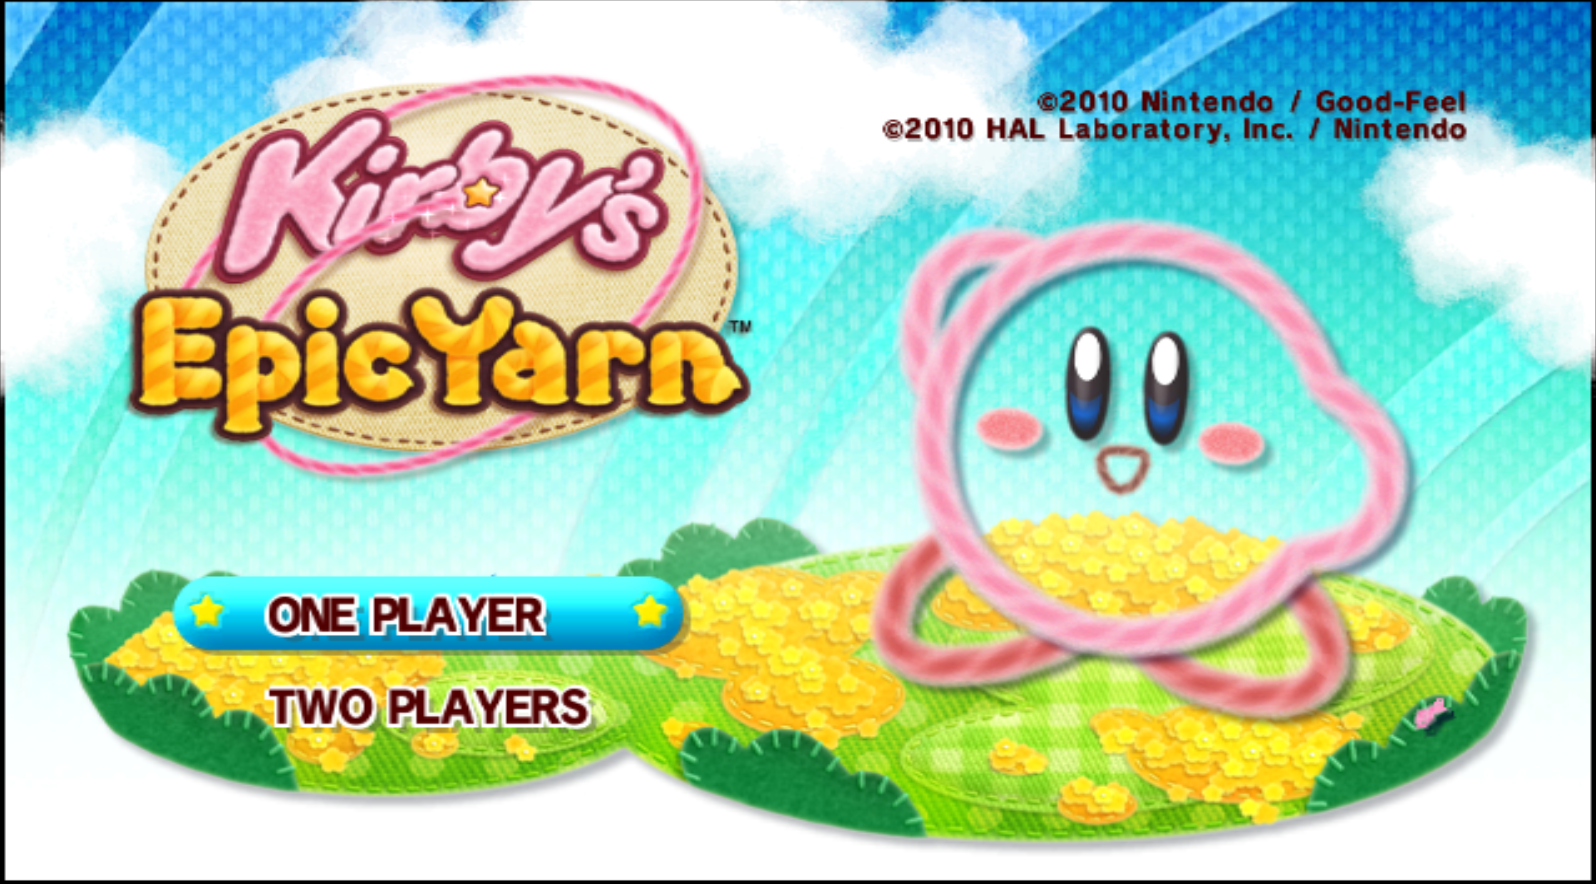 Kirby's
Epic Yarn™
©2010 Nintendo / Good-Feel
©2010 HAL Laboratory, Inc. / Nintendo
ONE PLAYER
TWO PLAYERS